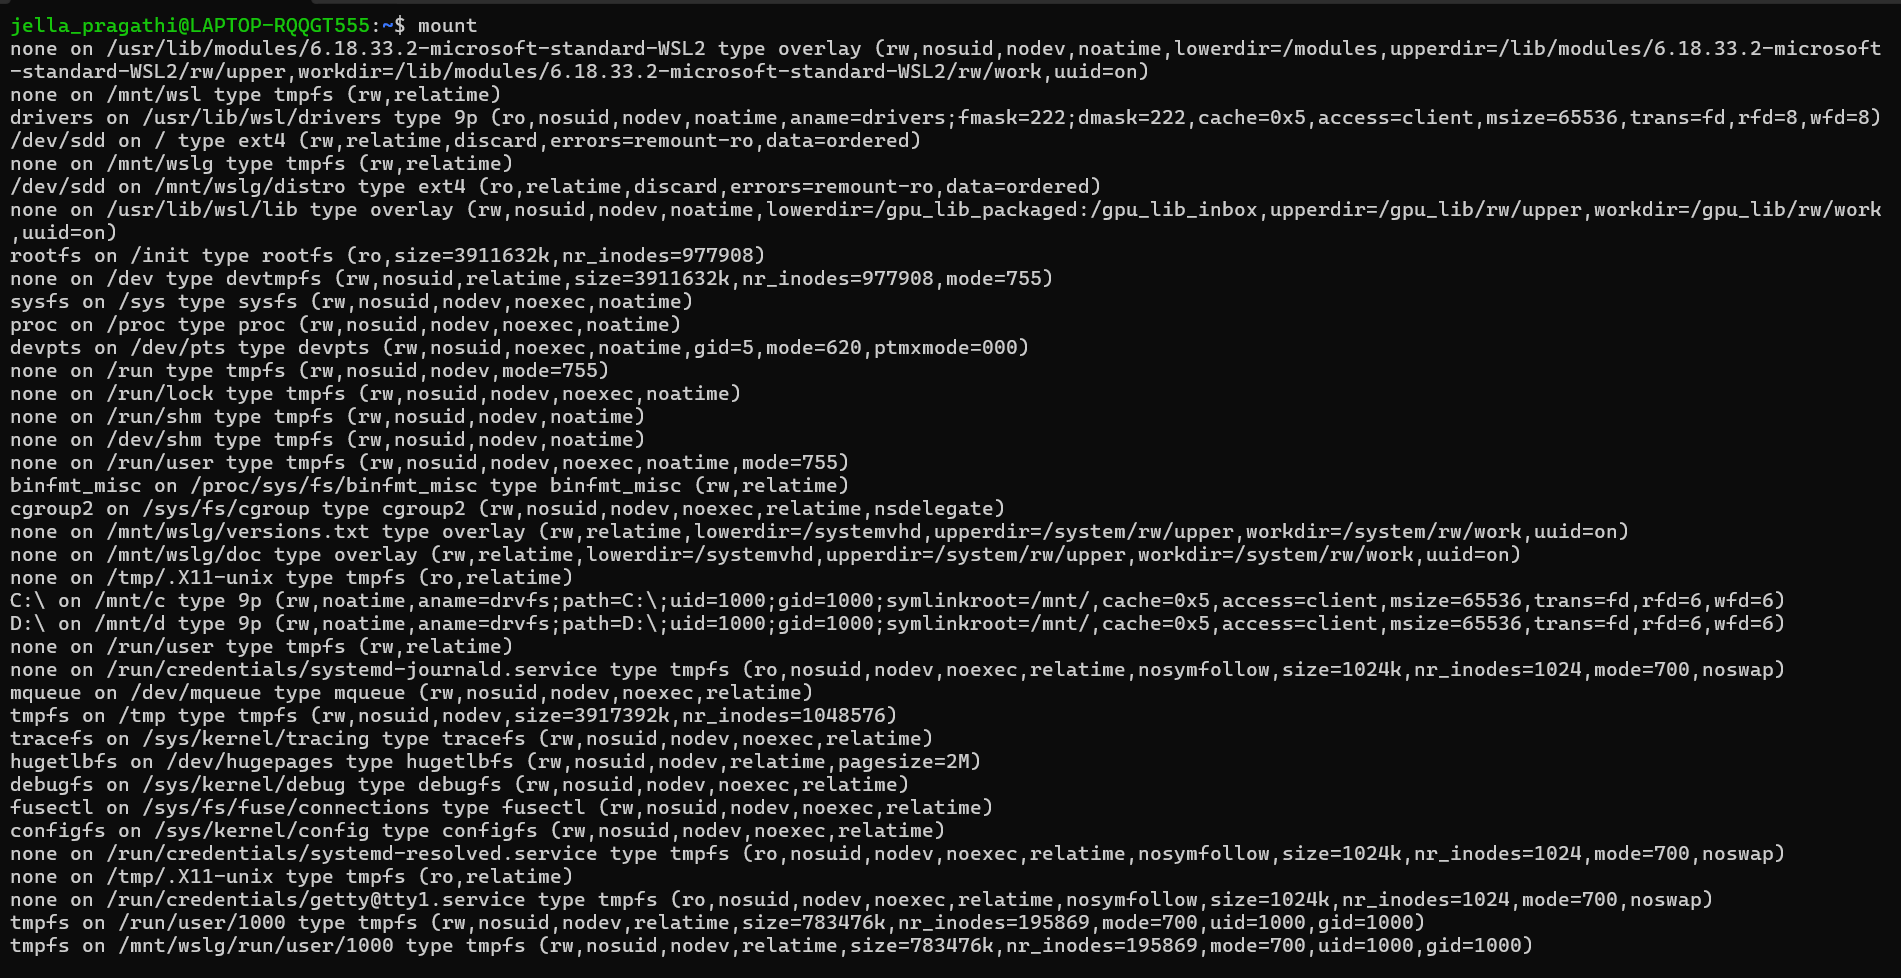 jella_pragathi@LAPTOP-RQQGT555:~$ mount
none on /usr/lib/modules/6.18.33.2-microsoft-standard-WSL2 type overlay (rw,nosuid,nodev,noatime,lowerdir=/modules,upperdir=/lib/modules/6.18.33.2-microsoft
-standard-WSL2/rw/upper,workdir=/lib/modules/6.18.33.2-microsoft-standard-WSL2/rw/work,uuid=on)
none on /mnt/wsl type tmpfs (rw,relatime)
drivers on /usr/lib/wsl/drivers type 9p (ro,nosuid,nodev,noatime,aname=drivers;fmask=222;dmask=222,cache=0x5,access=client,msize=65536,trans=fd,rfd=8,wfd=8)
/dev/sdd on / type ext4 (rw,relatime,discard,errors=remount-ro,data=ordered)
none on /mnt/wslg type tmpfs (rw,relatime)
/dev/sdd on /mnt/wslg/distro type ext4 (ro,relatime,discard,errors=remount-ro,data=ordered)
none on /usr/lib/wsl/lib type overlay (rw,nosuid,nodev,noatime,lowerdir=/gpu_lib_packaged:/gpu_lib_inbox,upperdir=/gpu_lib/rw/upper,workdir=/gpu_lib/rw/work
,uuid=on)
rootfs on /init type rootfs (ro,size=3911632k,nr_inodes=977908)
none on /dev type devtmpfs (rw,nosuid,relatime,size=3911632k,nr_inodes=977908,mode=755)
sysfs on /sys type sysfs (rw,nosuid,nodev,noexec,noatime)
proc on /proc type proc (rw,nosuid,nodev,noexec,noatime)
devpts on /dev/pts type devpts (rw,nosuid,noexec,noatime,gid=5,mode=620,ptmxmode=000)
none on /run type tmpfs (rw,nosuid,nodev,mode=755)
none on /run/lock type tmpfs (rw,nosuid,nodev,noexec,noatime)
none on /run/shm type tmpfs (rw,nosuid,nodev,noatime)
none on /dev/shm type tmpfs (rw,nosuid,nodev,noatime)
none on /run/user type tmpfs (rw,nosuid,nodev,noexec,noatime,mode=755)
binfmt_misc on /proc/sys/fs/binfmt_misc type binfmt_misc (rw,relatime)
cgroup2 on /sys/fs/cgroup type cgroup2 (rw,nosuid,nodev,noexec,relatime,nsdelegate)
none on /mnt/wslg/versions.txt type overlay (rw,relatime,lowerdir=/systemvhd,upperdir=/system/rw/upper,workdir=/system/rw/work,uuid=on)
none on /mnt/wslg/doc type overlay (rw,relatime,lowerdir=/systemvhd,upperdir=/system/rw/upper,workdir=/system/rw/work,uuid=on)
none on /tmp/.X11-unix type tmpfs (ro,relatime)
C:\ on /mnt/c type 9p (rw,noatime,aname=drvfs;path=C:\;uid=1000;gid=1000;symlinkroot=/mnt/,cache=0x5,access=client,msize=65536,trans=fd,rfd=6,wfd=6)
D:\ on /mnt/d type 9p (rw,noatime,aname=drvfs;path=D:\;uid=1000;gid=1000;symlinkroot=/mnt/,cache=0x5,access=client,msize=65536,trans=fd,rfd=6,wfd=6)
none on /run/user type tmpfs (rw,relatime)
none on /run/credentials/systemd-journald.service type tmpfs (ro,nosuid,nodev,noexec,relatime,nosymfollow,size=1024k,nr_inodes=1024,mode=700,noswap)
mqueue on /dev/mqueue type mqueue (rw,nosuid,nodev,noexec,relatime)
tmpfs on /tmp type tmpfs (rw,nosuid,nodev,size=3917392k,nr_inodes=1048576)
tracefs on /sys/kernel/tracing type tracefs (rw,nosuid,nodev,noexec,relatime)
hugetlbfs on /dev/hugepages type hugetlbfs (rw,nosuid,nodev,relatime,pagesize=2M)
debugfs on /sys/kernel/debug type debugfs (rw,nosuid,nodev,noexec,relatime)
fusectl on /sys/fs/fuse/connections type fusectl (rw,nosuid,nodev,noexec,relatime)
configfs on /sys/kernel/config type configfs (rw,nosuid,nodev,noexec,relatime)
none on /run/credentials/systemd-resolved.service type tmpfs (ro,nosuid,nodev,noexec,relatime,nosymfollow,size=1024k,nr_inodes=1024,mode=700,noswap)
none on /tmp/.X11-unix type tmpfs (ro,relatime)
none on /run/credentials/getty@tty1.service type tmpfs (ro,nosuid,nodev,noexec,relatime,nosymfollow,size=1024k,nr_inodes=1024,mode=700,noswap)
tmpfs on /run/user/1000 type tmpfs (rw,nosuid,nodev,relatime,size=783476k,nr_inodes=195869,mode=700,uid=1000,gid=1000)
tmpfs on /mnt/wslg/run/user/1000 type tmpfs (rw,nosuid,nodev,relatime,size=783476k,nr_inodes=195869,mode=700,uid=1000,gid=1000)